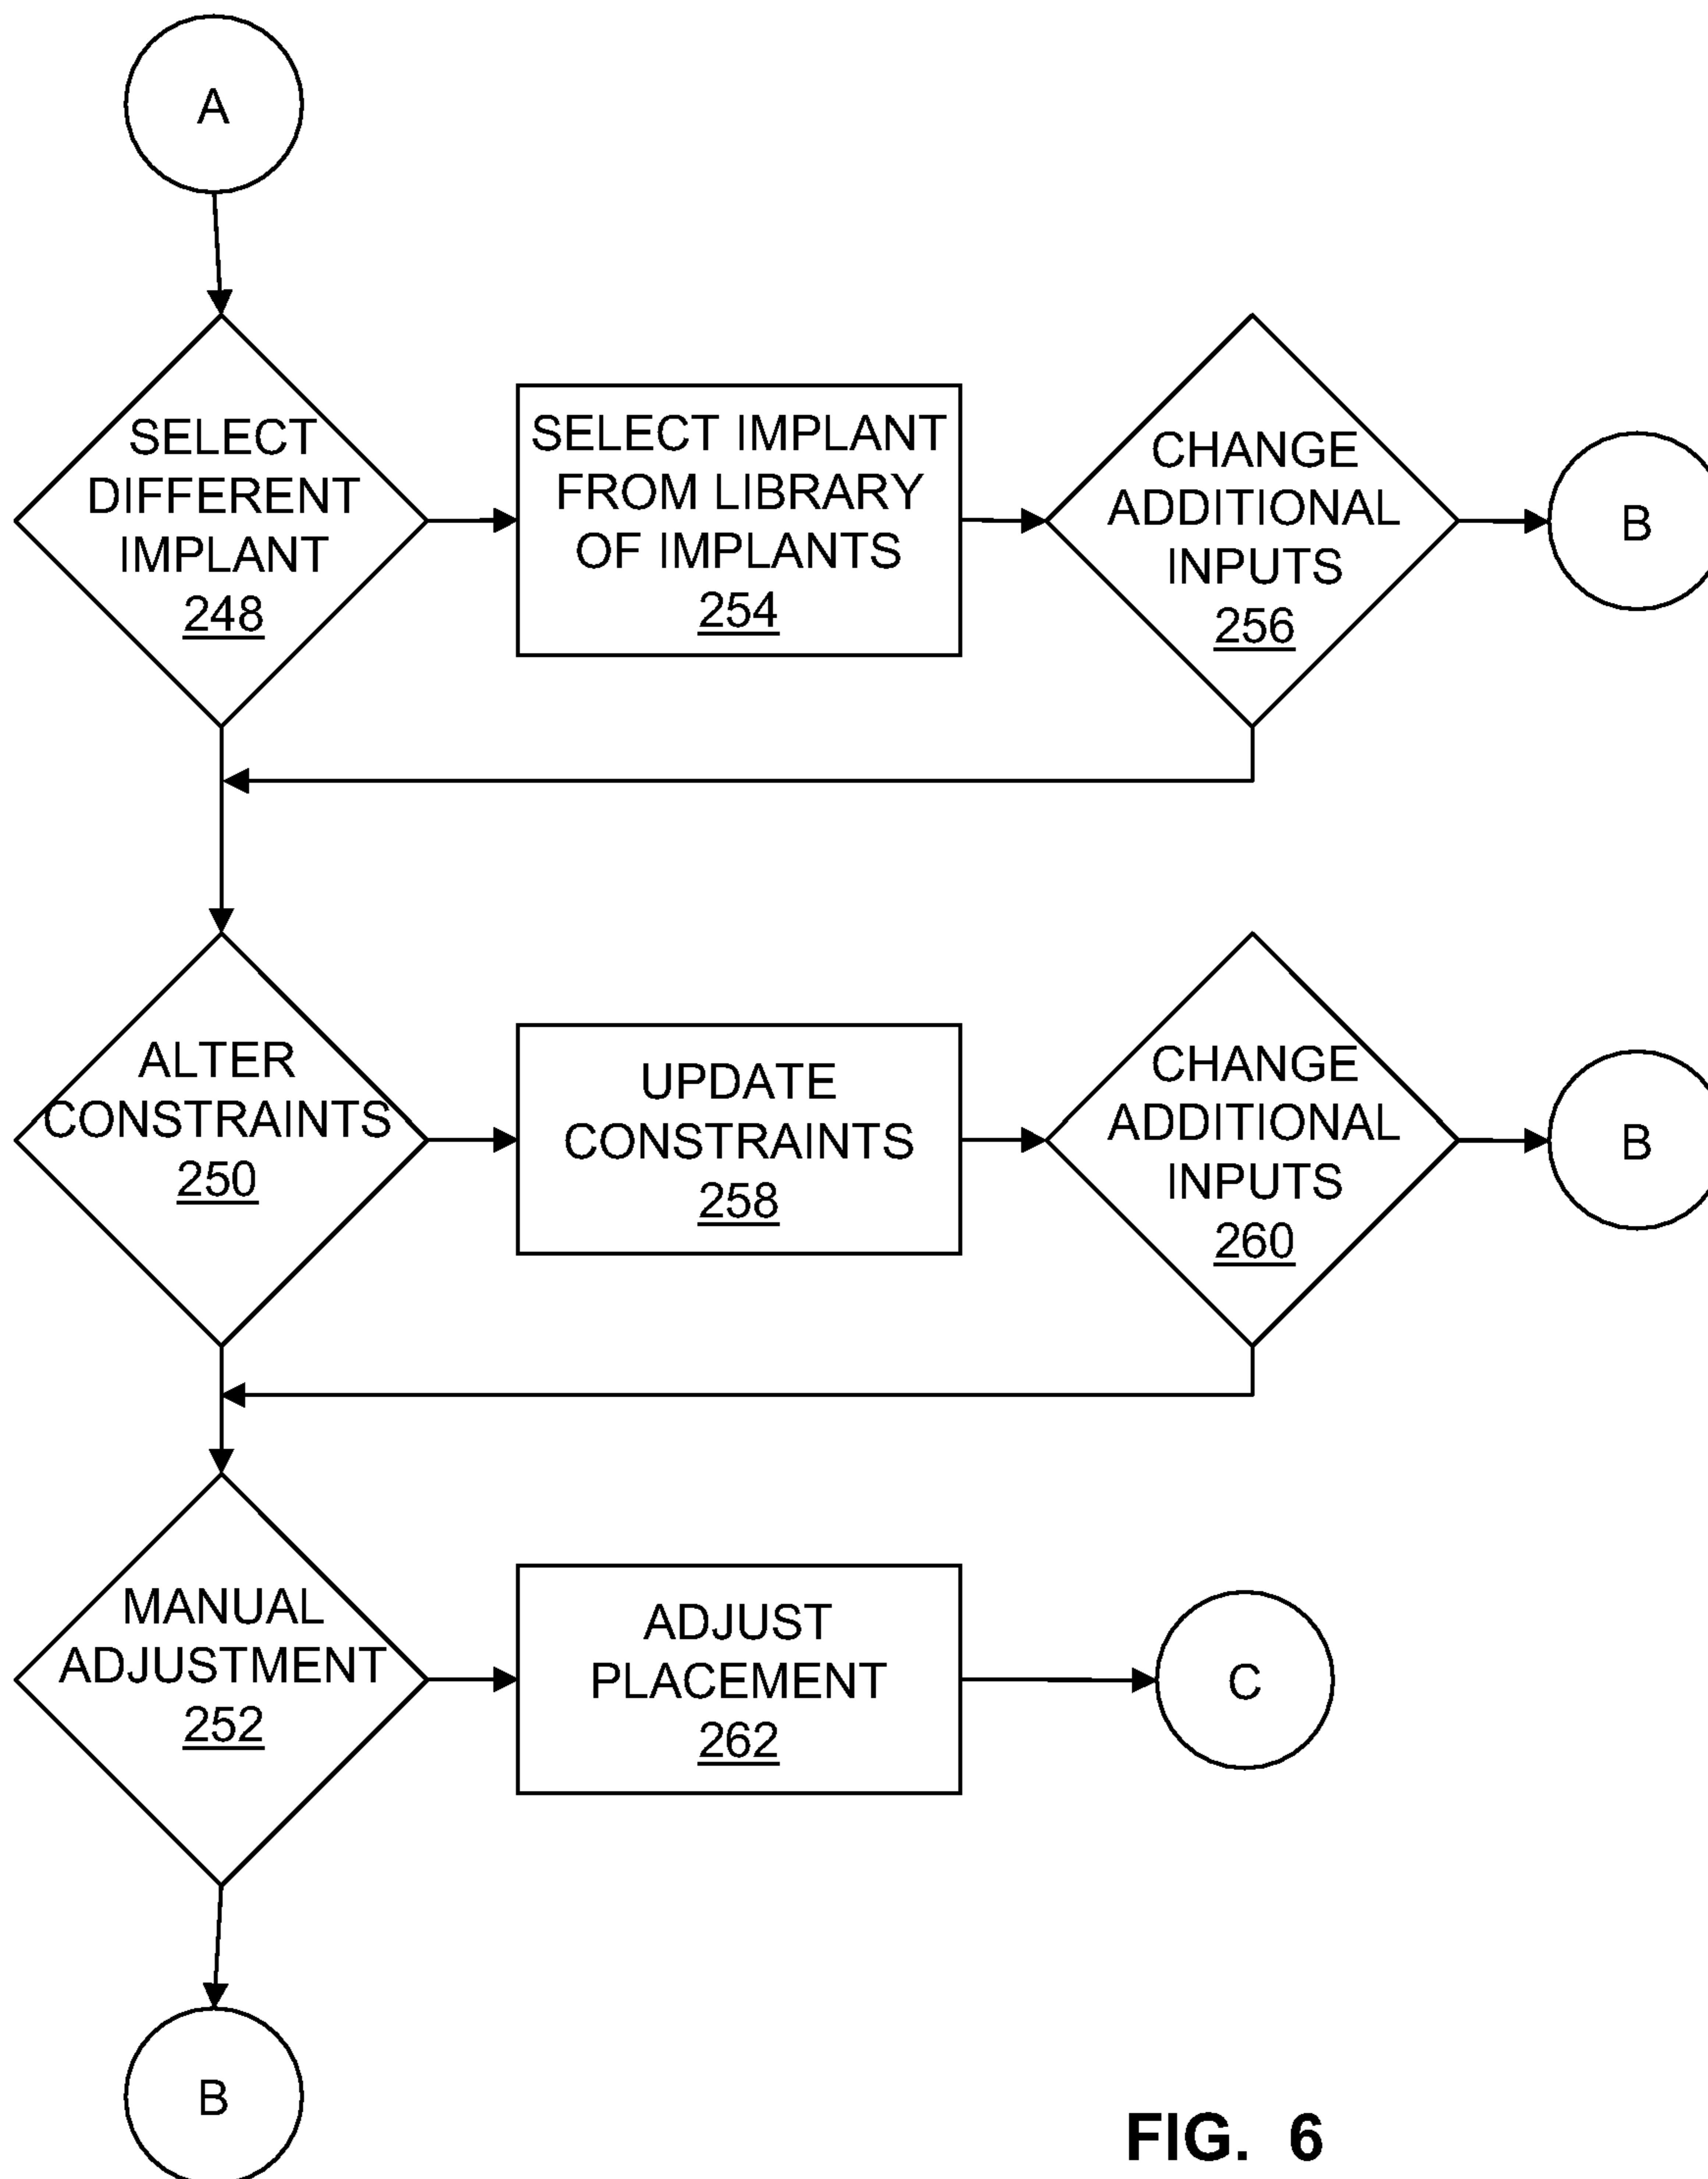 A
SELECT
DIFFERENT
IMPLANT
248
SELECT IMPLANT
FROM LIBRARY
OF IMPLANTS
254
CHANGE
ADDITIONAL
INPUTS
256
B
ALTER
CONSTRAINTS
250
UPDATE
CONSTRAINTS
258
CHANGE
ADDITIONAL
INPUTS
260
B
MANUAL
ADJUSTMENT
252
ADJUST
PLACEMENT
262
C
B
FIG. 6